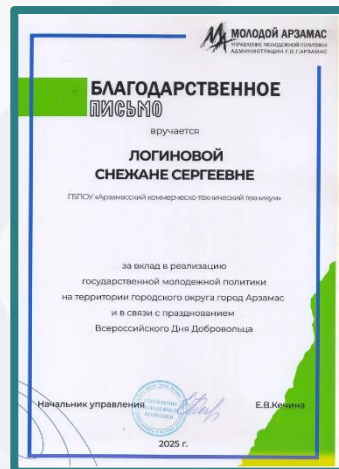 МОЛОДОЙ АРЗАМАС
УПРАВЛЕНИЕ МОЛОДЕЖНОЙ ПОЛИТИКИ
АДМИНИСТРАЦИИ Г.О.Г.АРЗАМАС
БЛАГОДАРСТВЕННОЕ
ПИСЬМО
вручается
ЛОГИНОВОЙ
СНЕЖАНЕ СЕРГЕЕВНЕ
ГБПОУ «Арзамасский коммерческо-технический техникум»
за вклад в реализацию
государственной молодежной политики
на территории городского округа город Арзамас
и в связи с празднованием
Всероссийского Дня Добровольца
Начальник управления
Е.В.Кечина
2025 г.